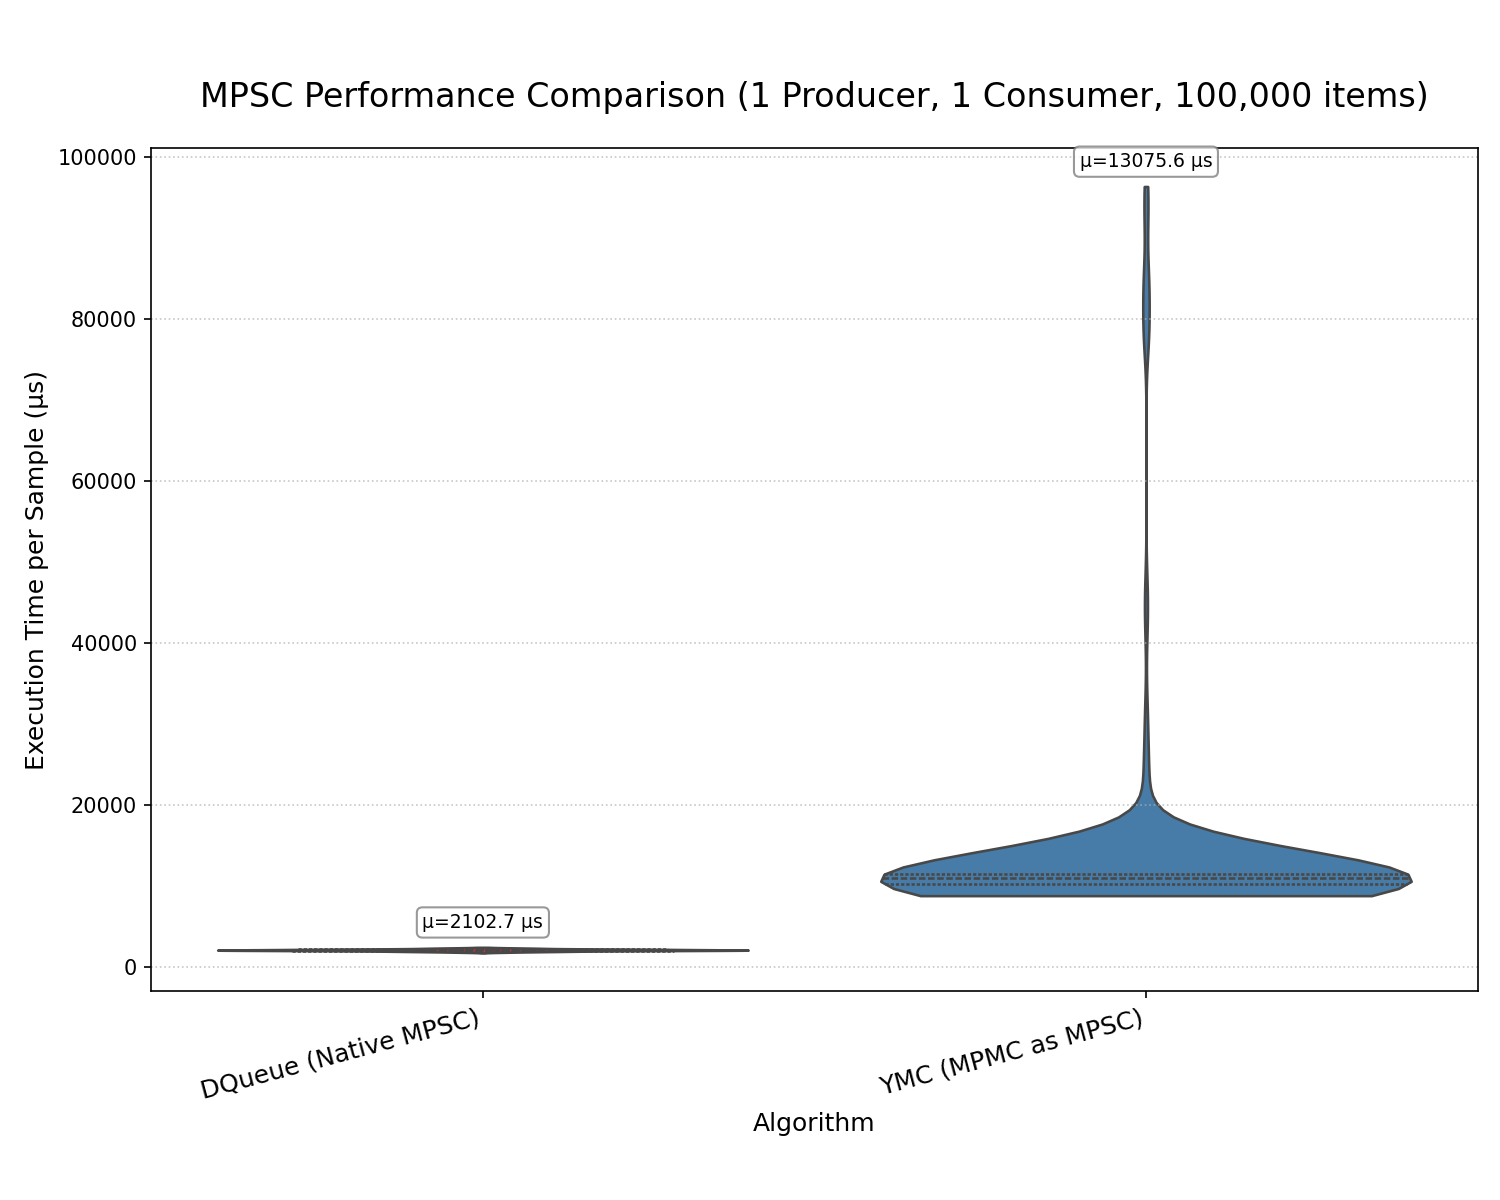 MPSC Performance Comparison (1 Producer, 1 Consumer, 100,000 items)
100000
80000
60000
40000
20000
0
Execution Time per Sample (µs)
µ=13075.6 µs
µ=2102.7 µs
DQueue (Native MPSC)
YMC (MPMC as MPSC)
Algorithm